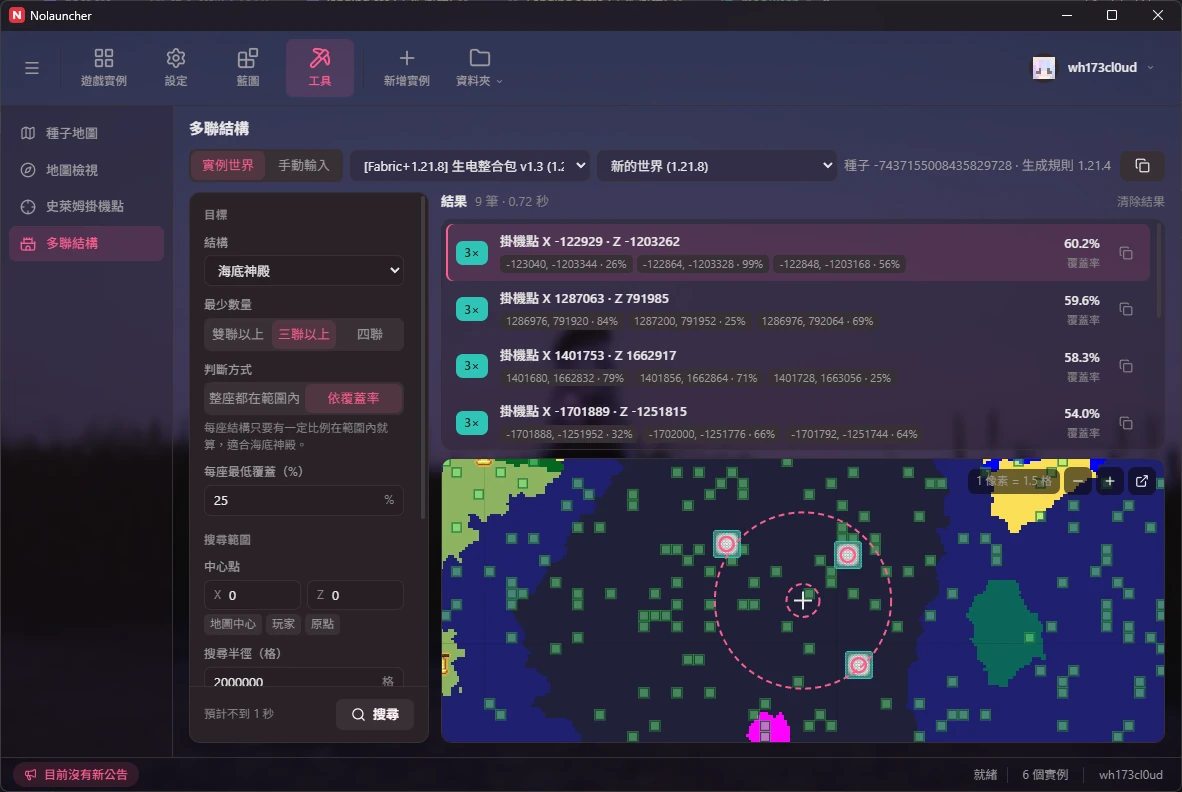 N Nolauncher
遊戲實例 設定 藍圖 工具 新增實例 資料夾
wh173cl0ud
種子地圖
地圖檢視
史萊姆掛機點
多聯結構
多聯結構
實例世界 手動輸入 [Fabric+1.21.8] 生电整合包 v1.3 (1.2 新的世界 (1.21.8) 種子 -7437155008435829728 · 生成規則 1.21.4
目標
結構
海底神殿
最少數量
雙聯以上 三聯以上 四聯
判斷方式
整座都在範圍內 依覆蓋率
每座結構只要有一定比例在範圍內就
算，適合海底神殿。
每座最低覆蓋（%）
25 %
搜尋範圍
中心點
X 0 Z 0
地圖中心 玩家 原點
搜尋半徑（格）
2000000 格
預計不到 1 秒 搜尋
結果 9 筆 · 0.72 秒 清除結果
3× 掛機點 X -122929 · Z -1203262 60.2%
-123040, -1203344 · 26% -122864, -1203328 · 99% -122848, -1203168 · 56% 覆蓋率
3× 掛機點 X 1287063 · Z 791985 59.6%
1286976, 791920 · 84% 1287200, 791952 · 25% 1286976, 792064 · 69% 覆蓋率
3× 掛機點 X 1401753 · Z 1662917 58.3%
1401680, 1662832 · 79% 1401856, 1662864 · 71% 1401728, 1663056 · 25% 覆蓋率
3× 掛機點 X -1701889 · Z -1251815 54.0%
-1701888, -1251952 · 32% -1702000, -1251776 · 66% -1701792, -1251744 · 64% 覆蓋率
1 像素 = 1.5 格
目前沒有新公告
就緒 6 個實例 wh173cl0ud